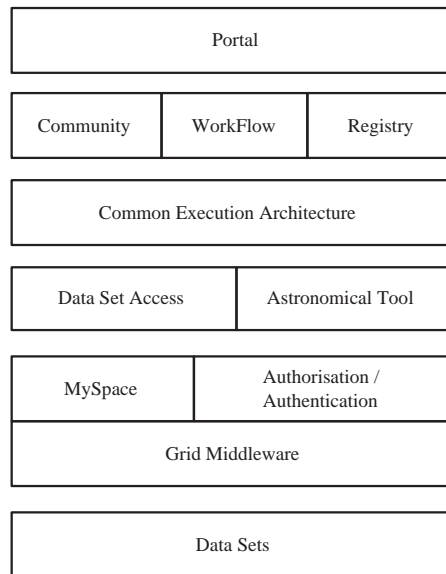 Portal
Community
WorkFlow
Registry
Common Execution Architecture
Data Set Access
Astronomical Tool
MySpace
Authorisation /
Authentication
Grid Middleware
Data Sets